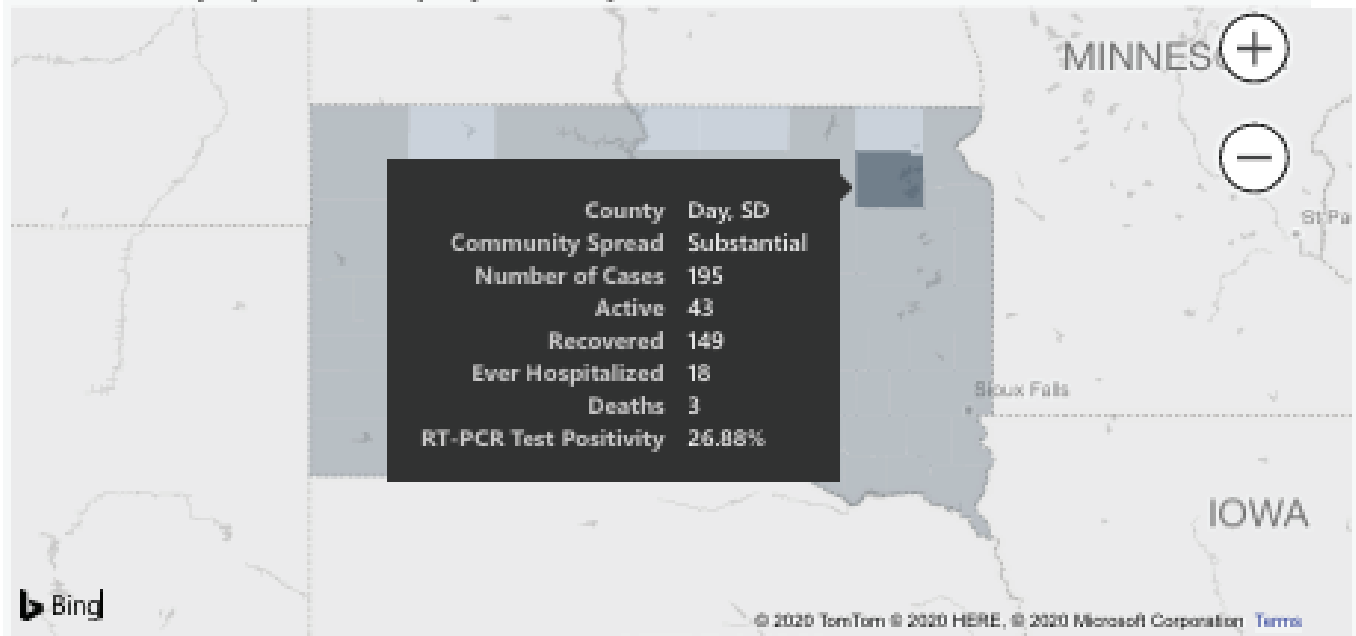 MINNES
County Day, SD
Community Spread Substantial
Number of Cases 195
Active 43
Recovered 149
Ever Hospitalized 18
Deaths 3
RT-PCR Test Positivity 26.88%
St Pa
Sioux Falls
IOWA
Bing
© 2020 TomTom © 2020 HERE, © 2020 Microsoft Corporation Terms